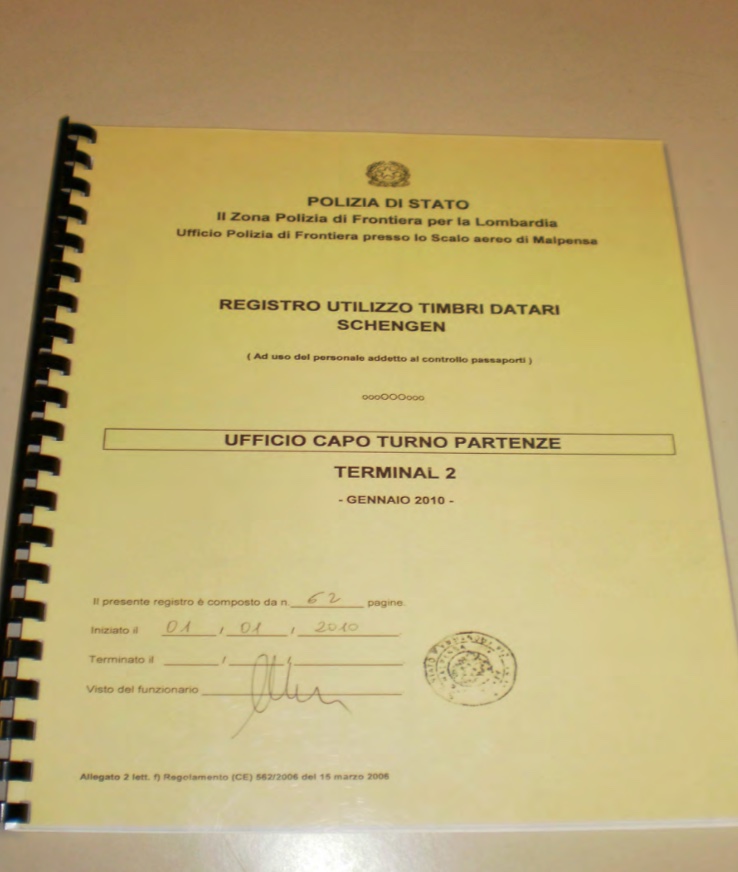 POLIZIA DI STATO
II Zona Polizia di Frontiera per la Lombardia
Ufficio Polizia di Frontiera presso lo Scalo aereo di Malpensa
REGISTRO UTILIZZO TIMBRI DATARI
SCHENGEN
( Ad uso del personale addetto al controllo passaporti )
oooOOOooo
UFFICIO CAPO TURNO PARTENZE
TERMINAL 2
- GENNAIO 2010 -
Il presente registro è composto da n. 62 pagine.
Iniziato il 01 / 01 / 2010
Terminato il / /
Visto del funzionario
Allegato 2 lett. f) Regolamento (CE) 562/2006 del 15 marzo 2006